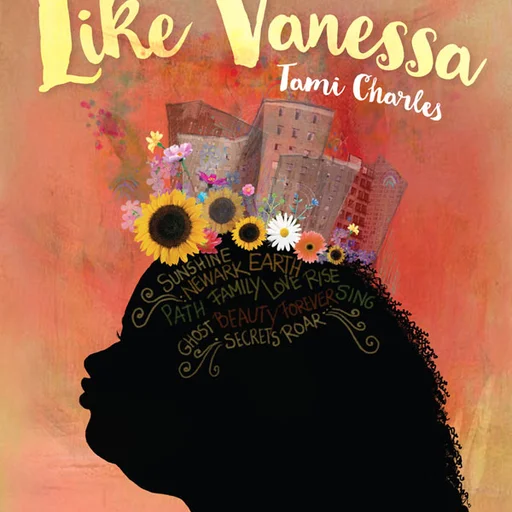 Like Vanessa
Tami Charles
SUNSHINE
NEWARK EARTH
PATH FAMILY LOVE RISE
GHOST BEAUTY FOREVER SING
SECRETS ROAR